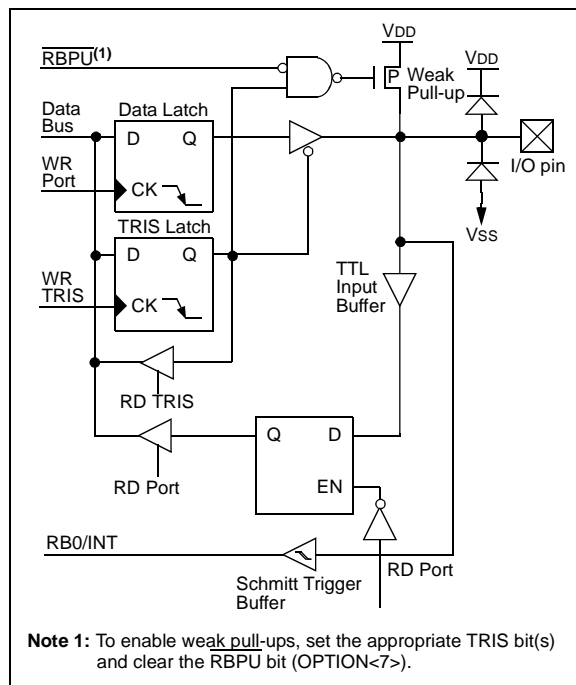 VDD
RBPU(1)
VDD
P Weak
Pull-up
Data
Bus
Data Latch
D Q
WR
Port
CK
I/O pin
VSS
TRIS Latch
D Q
TTL
Input
Buffer
WR
TRIS
CK
RD TRIS
Q D
RD Port
EN
RB0/INT
RD Port
Schmitt Trigger
Buffer
Note 1: To enable weak pull-ups, set the appropriate TRIS bit(s)
and clear the RBPU bit (OPTION<7>).